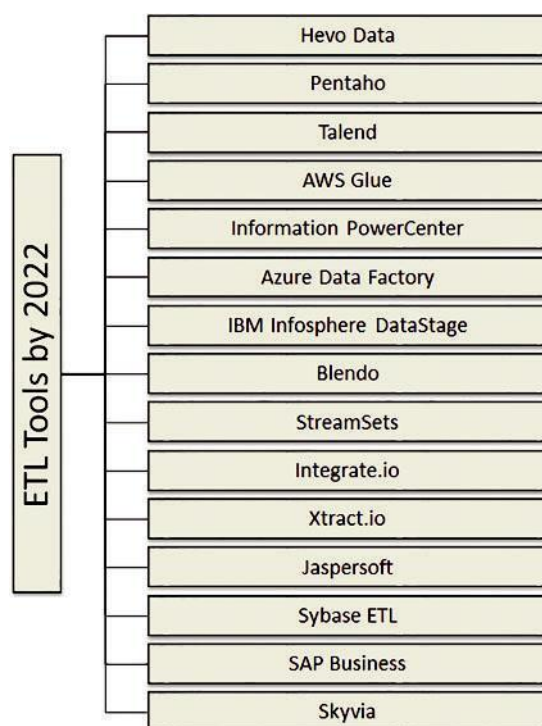 ETL Tools by 2022
Hevo Data
Pentaho
Talend
AWS Glue
Information PowerCenter
Azure Data Factory
IBM Infosphere DataStage
Blendo
StreamSets
Integrate.io
Xtract.io
Jaspersoft
Sybase ETL
SAP Business
Skyvia